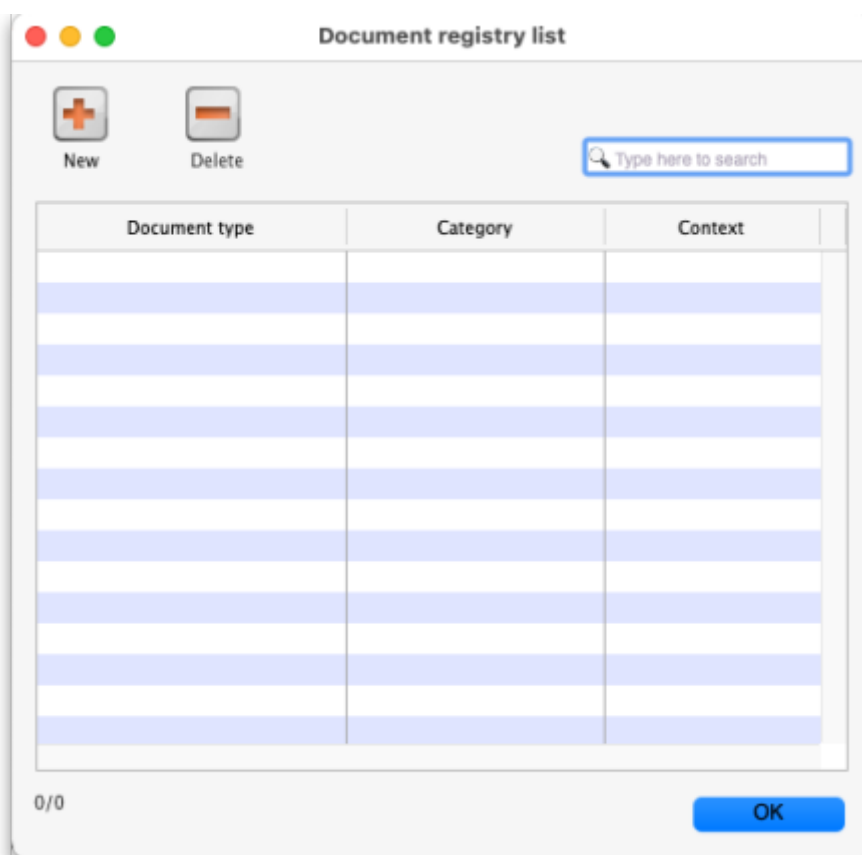 Document registry list
New Delete
Type here to search
Document type Category Context
0/0
OK